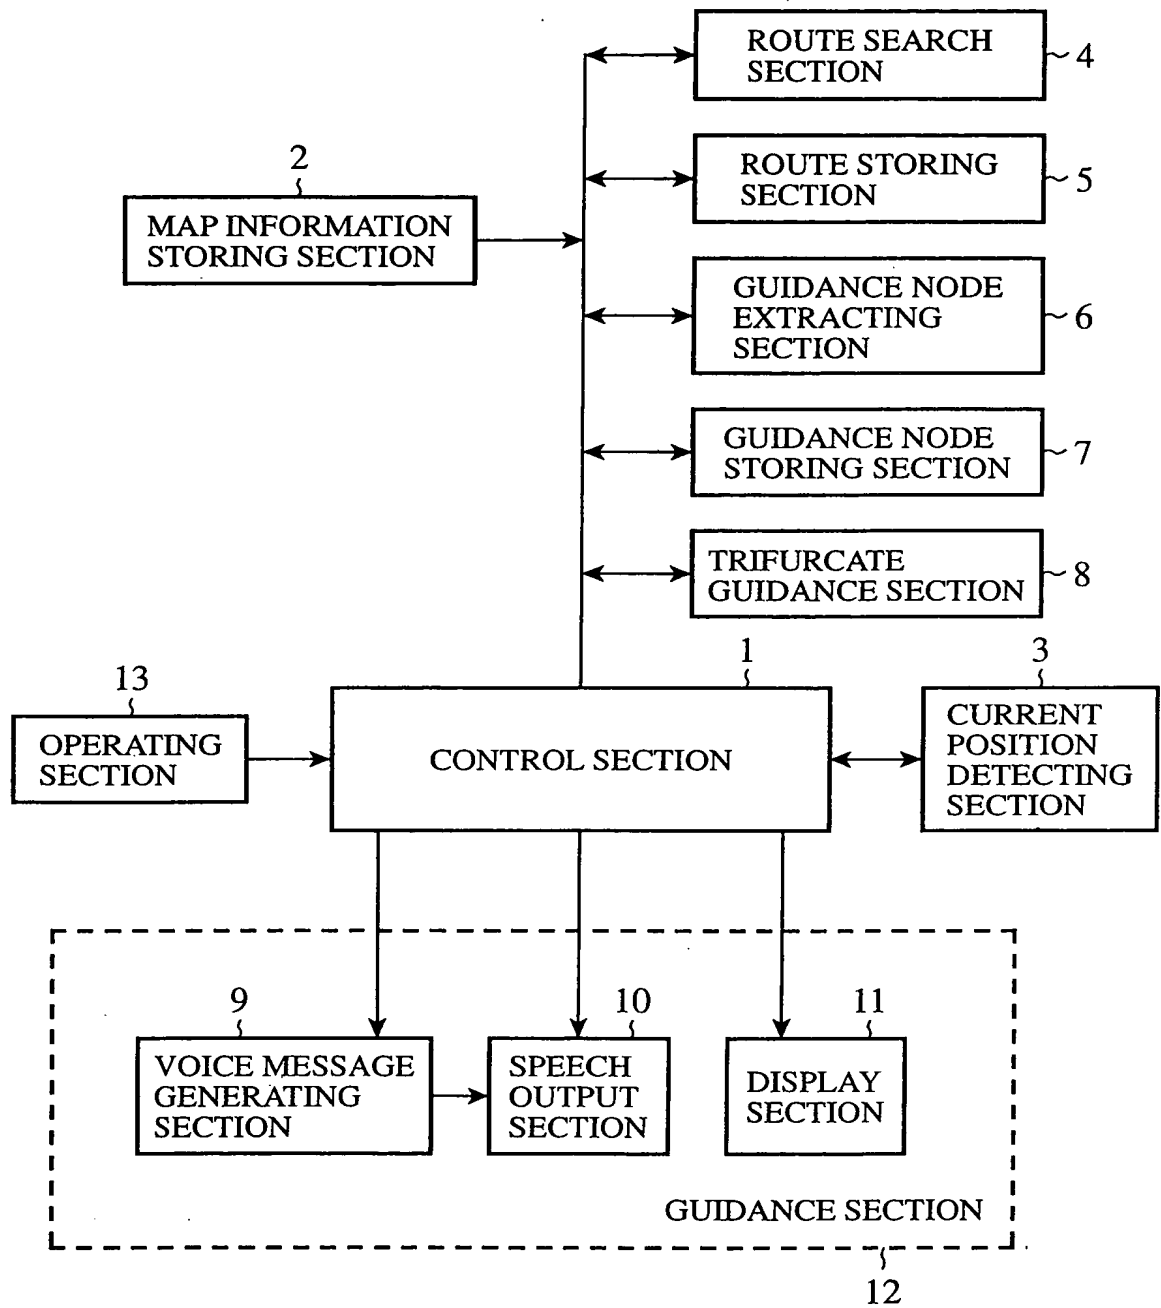 ROUTE SEARCH
SECTION
4
ROUTE STORING
SECTION
5
2
MAP INFORMATION
STORING SECTION
GUIDANCE NODE
EXTRACTING
SECTION
6
GUIDANCE NODE
STORING SECTION
7
TRIFURCATE
GUIDANCE SECTION
8
1
CONTROL SECTION
13
OPERATING
SECTION
3
CURRENT
POSITION
DETECTING
SECTION
9
VOICE MESSAGE
GENERATING
SECTION
10
SPEECH
OUTPUT
SECTION
11
DISPLAY
SECTION
GUIDANCE SECTION
12